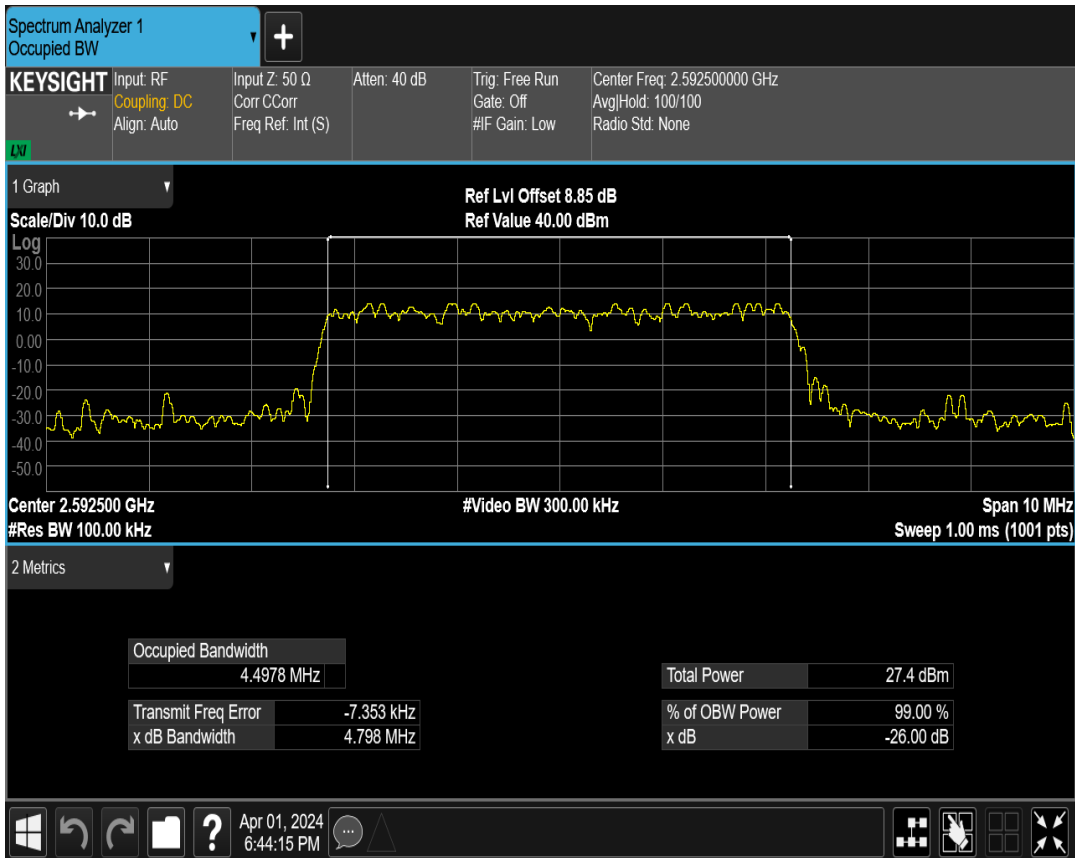 Spectrum Analyzer 1
Occupied BW
+
KEYSIGHT
LXI
Input: RF
Coupling: DC
Align: Auto
Input Z: 50 Ω
Corr CCorr
Freq Ref: Int (S)
Atten: 40 dB
Trig: Free Run
Gate: Off
#IF Gain: Low
Center Freq: 2.592500000 GHz
Avg|Hold: 100/100
Radio Std: None
1 Graph
Scale/Div 10.0 dB
Ref Lvl Offset 8.85 dB
Ref Value 40.00 dBm
Log
30.0
20.0
10.0
0.00
-10.0
-20.0
-30.0
-40.0
-50.0
Center 2.592500 GHz
#Video BW 300.00 kHz
Span 10 MHz
#Res BW 100.00 kHz
Sweep 1.00 ms (1001 pts)
2 Metrics
Occupied Bandwidth
4.4978 MHz
Total Power 27.4 dBm
Transmit Freq Error -7.353 kHz
% of OBW Power 99.00 %
x dB Bandwidth 4.798 MHz
x dB -26.00 dB
?
Apr 01, 2024
6:44:15 PM